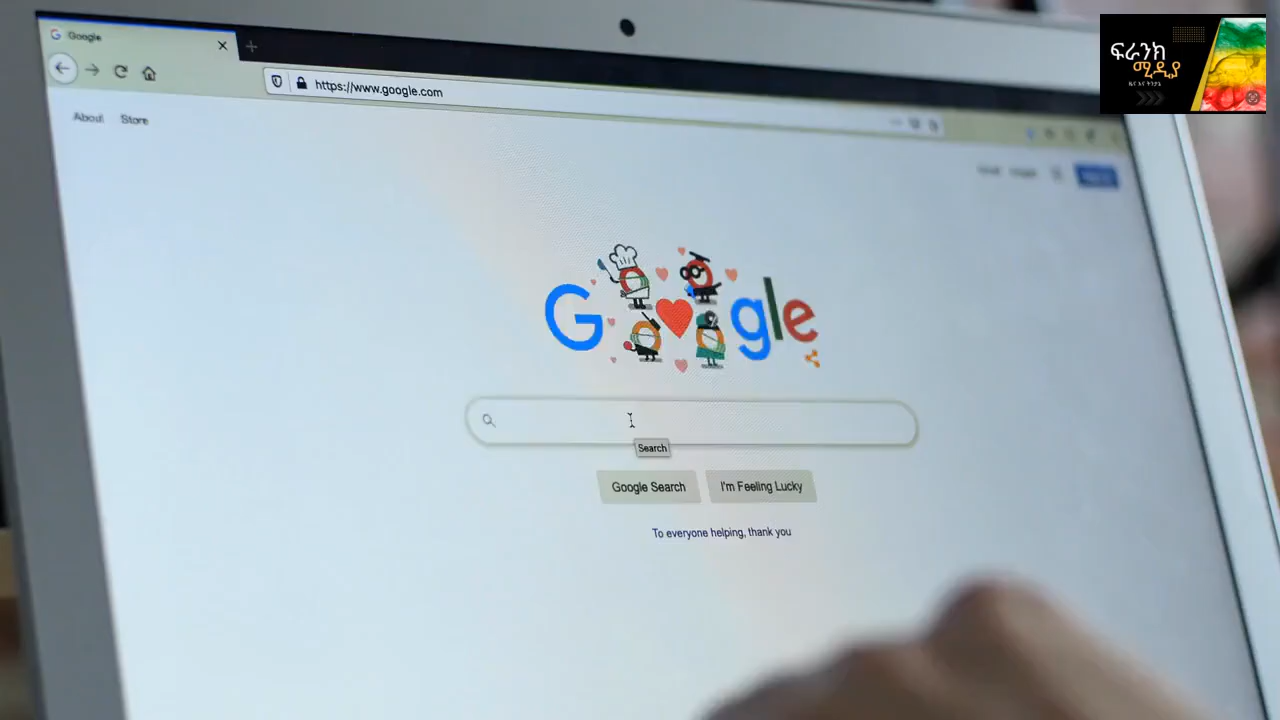 Google
https://www.google.com
About
Store
Google
Search
Google Search
I'm Feeling Lucky
To everyone helping, thank you
ፍራንክ
ሚዲያ